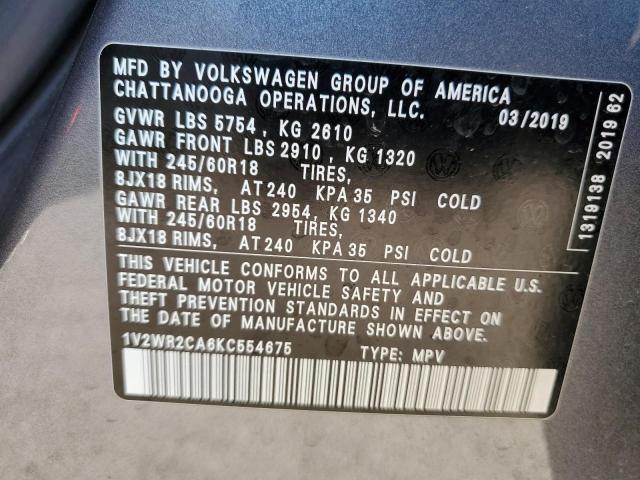 MFD BY VOLKSWAGEN GROUP OF AMERICA
CHATTANOOGA OPERATIONS, LLC.
03/2019
GVWR LBS 5754 , KG 2610
GAWR FRONT LBS 2910 , KG 1320
WITH 245/60R18 TIRES,
8JX18 RIMS, AT 240 KPA 35 PSI COLD
GAWR REAR LBS 2954, KG 1340
WITH 245/60R18 TIRES,
8JX18 RIMS, AT 240 KPA 35 PSI COLD
THIS VEHICLE CONFORMS TO ALL APPLICABLE U.S.
FEDERAL MOTOR VEHICLE SAFETY AND
THEFT PREVENTION STANDARDS IN EFFECT ON
THE DATE OF MANUFACTURE SHOWN ABOVE.
1V2WR2CA6KC554675 TYPE: MPV
1319138 2019 62